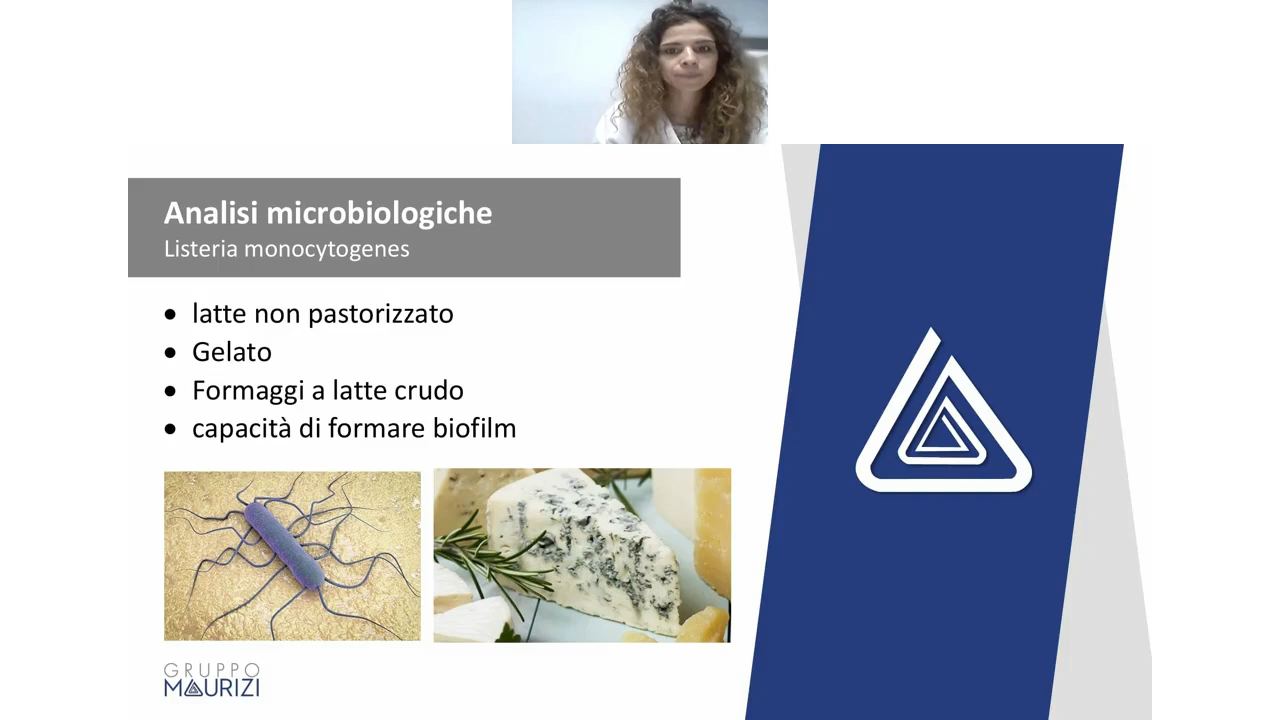 Analisi microbiologiche
Listeria monocytogenes
• latte non pastorizzato
• Gelato
• Formaggi a latte crudo
• capacità di formare biofilm
GRUPPO
MAURIZI